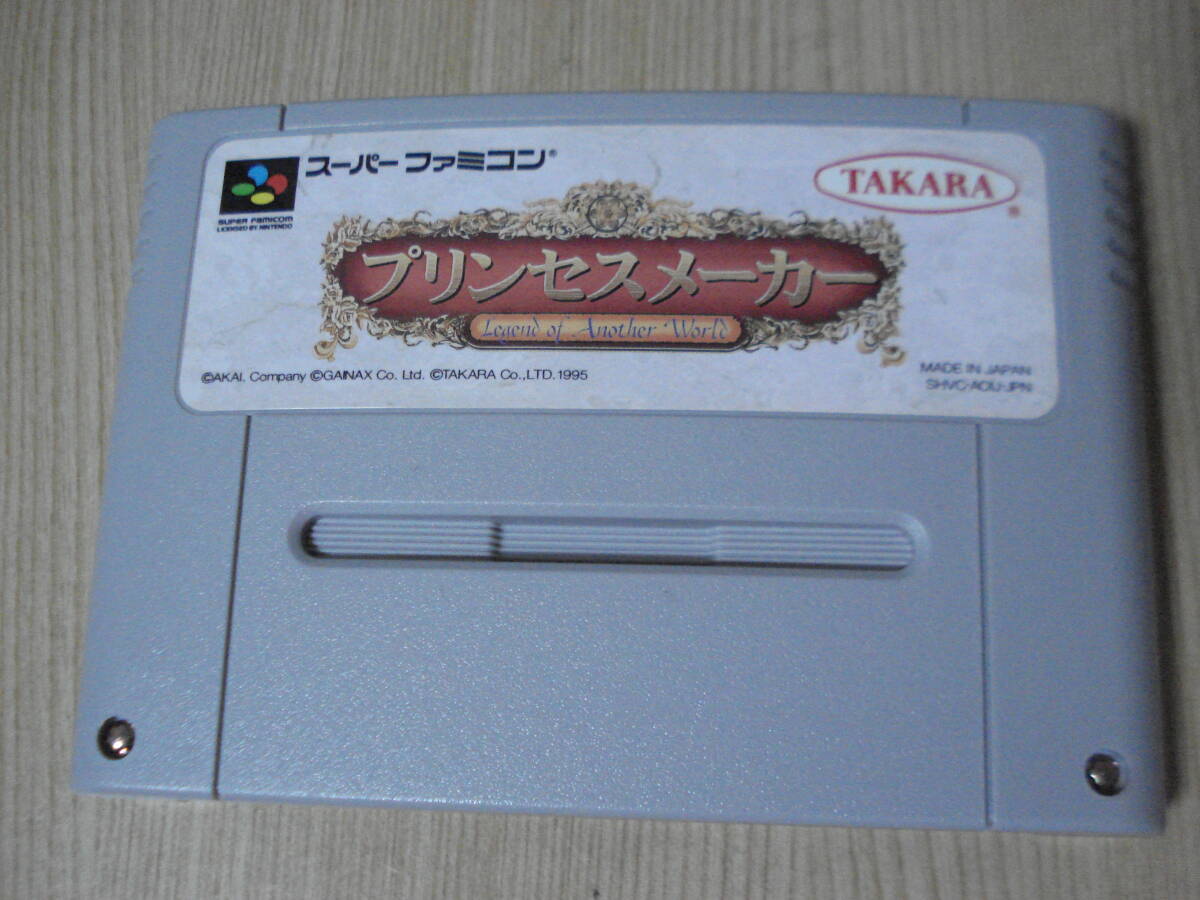 スーパーファミコン®
SUPER FAMICOM
LICENSED BY NINTENDO
TAKARA
®
プリンセスメーカー
Legend of Another World
©AKAI. Company ©GAINAX Co. Ltd. ©TAKARA Co.,LTD. 1995
MADE IN JAPAN
SHVC-AOIJ-JPN